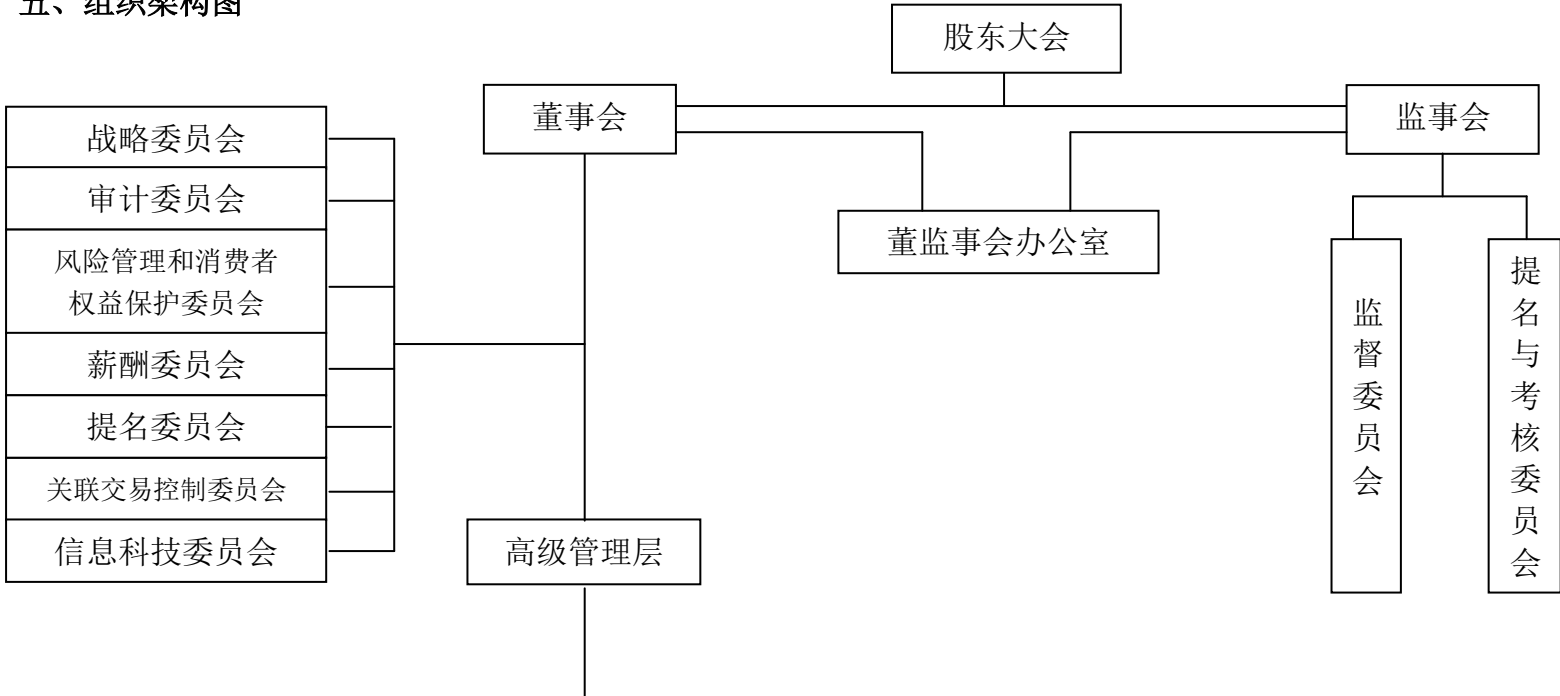 五、组织架构图
股东大会
董事会
监事会
战略委员会
审计委员会
风险管理和消费者
权益保护委员会
薪酬委员会
提名委员会
关联交易控制委员会
信息科技委员会
董监事会办公室
高级管理层
监督委员会
提名与考核委员会